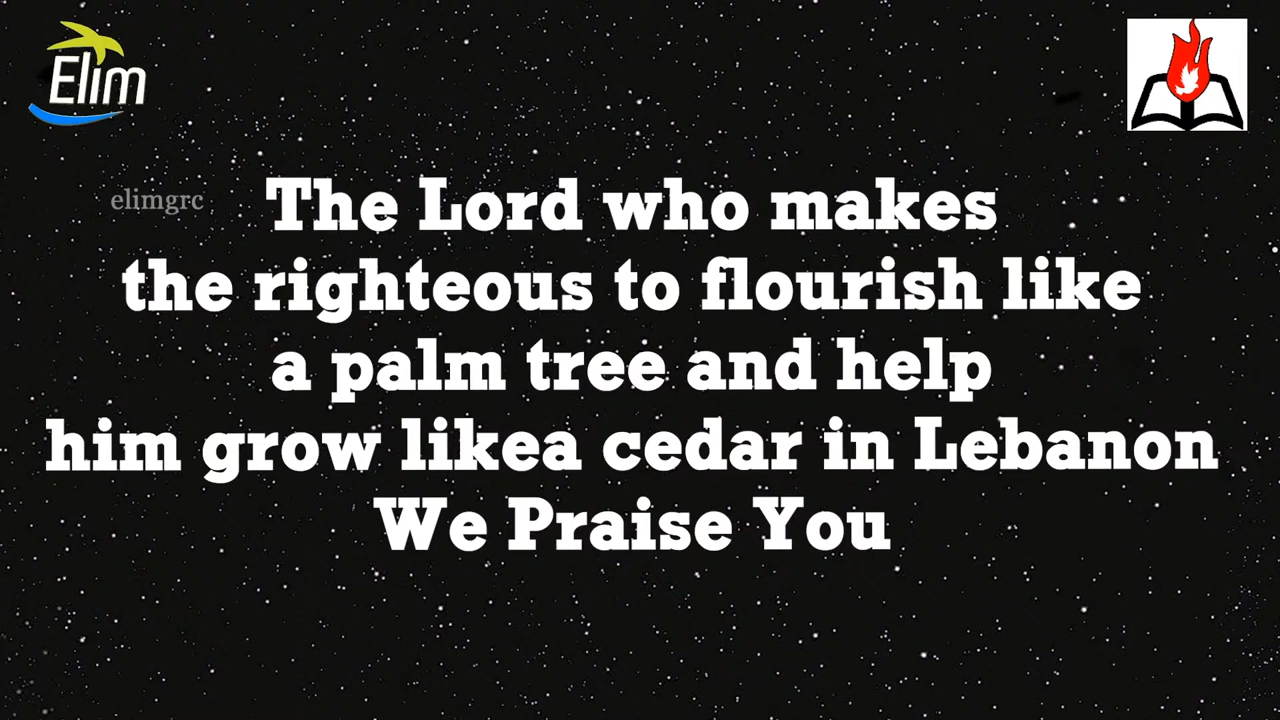 Elim
elimgrc
The Lord who makes
the righteous to flourish like
a palm tree and help
him grow likea cedar in Lebanon
We Praise You